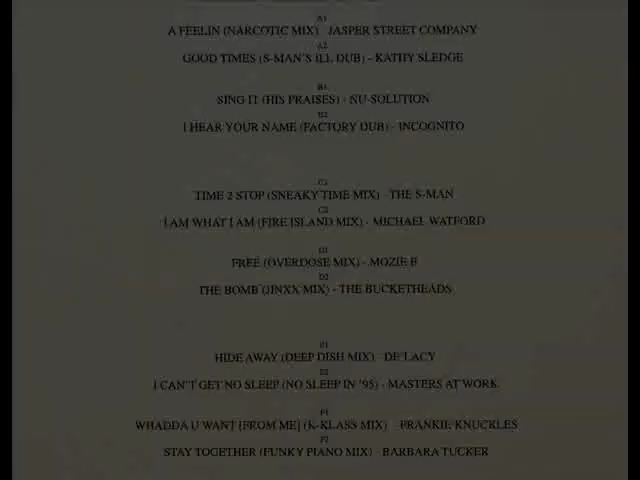 A1
A FEELIN (NARCOTIC MIX) - JASPER STREET COMPANY
A2
GOOD TIMES (S-MAN'S ILL DUB) - KATHY SLEDGE
B1
SING IT (HIS PRAISES) - NU-SOLUTION
B2
I HEAR YOUR NAME (FACTORY DUB) - INCOGNITO
C1
TIME 2 STOP (SNEAKY TIME MIX) - THE S-MAN
C2
I AM WHAT I AM (FIRE ISLAND MIX) - MICHAEL WATFORD
D1
FREE (OVERDOSE MIX) - MOZIE B
D2
THE BOMB (JINXX MIX) - THE BUCKETHEADS
E1
HIDE AWAY (DEEP DISH MIX) - DE'LACY
E2
I CAN'T GET NO SLEEP (NO SLEEP IN '95) - MASTERS AT WORK
F1
WHADDA U WANT [FROM ME] (K-KLASS MIX) - FRANKIE KNUCKLES
F2
STAY TOGETHER (FUNKY PIANO MIX) - BARBARA TUCKER